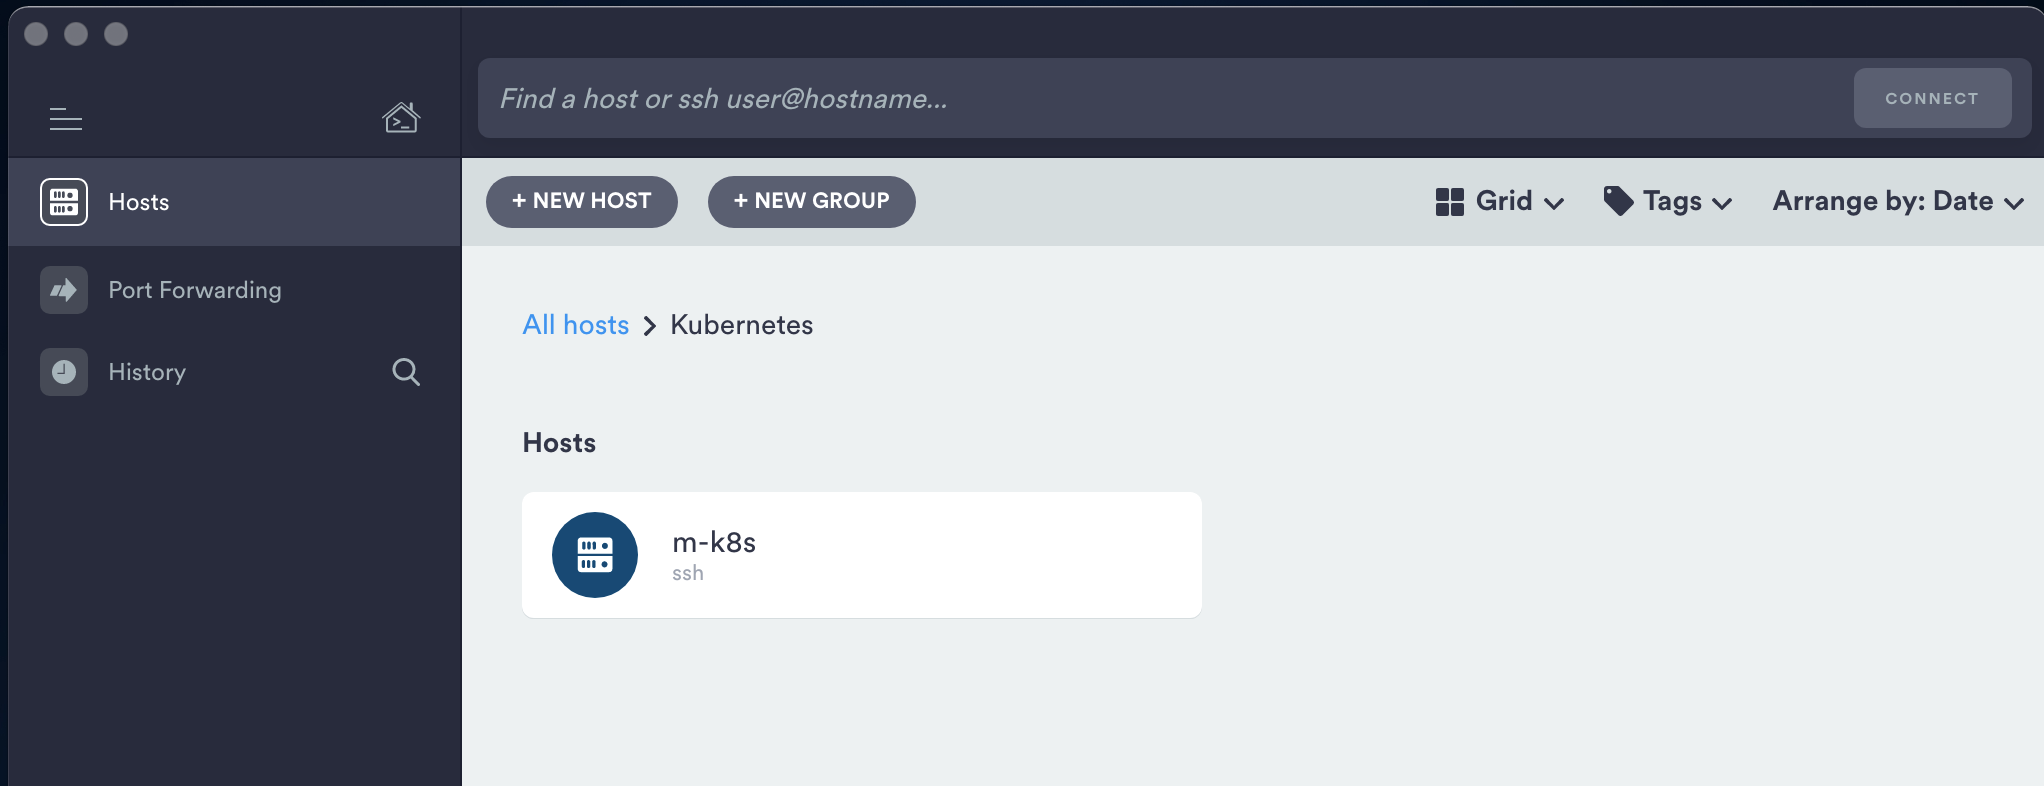 Find a host or ssh user@hostname...
CONNECT
Hosts
Port Forwarding
History
+ NEW HOST
+ NEW GROUP
Grid
Tags
Arrange by: Date
All hosts > Kubernetes
Hosts
m-k8s
ssh